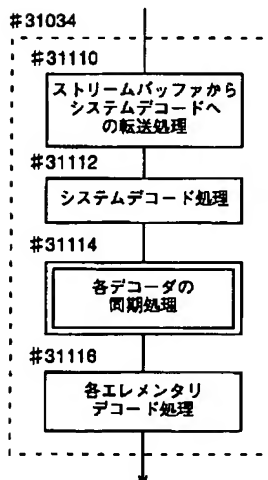 #31034
#31110
ストリームバッファから
システムデコードへ
の転送処理
#31112
システムデコード処理
#31114
各デコーダの
同期処理
#31116
各エレメンタリ
デコード処理